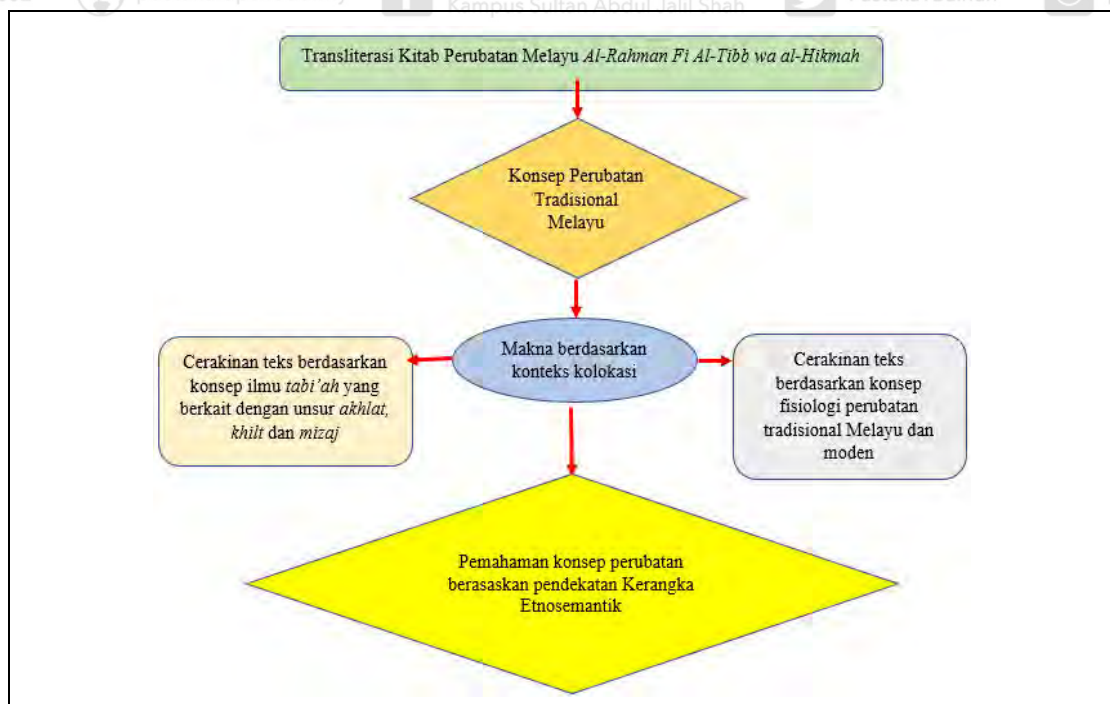 Kampus Sultan Abdul Jalil Shah
Transliterasi Kitab Perubatan Melayu Al-Rahman Fi Al-Tibb wa al-Hikmah
Konsep Perubatan
Tradisional
Melayu
Makna berdasarkan
konteks kolokasi
Cerakinan teks berdasarkan
konsep ilmu tabi’ah yang
berkait dengan unsur akhlat,
khilt dan mizaj
Cerakinan teks
berdasarkan konsep
fisiologi perubatan
tradisional Melayu dan
moden
Pemahaman konsep perubatan
berasaskan pendekatan Kerangka
Etnosemantik